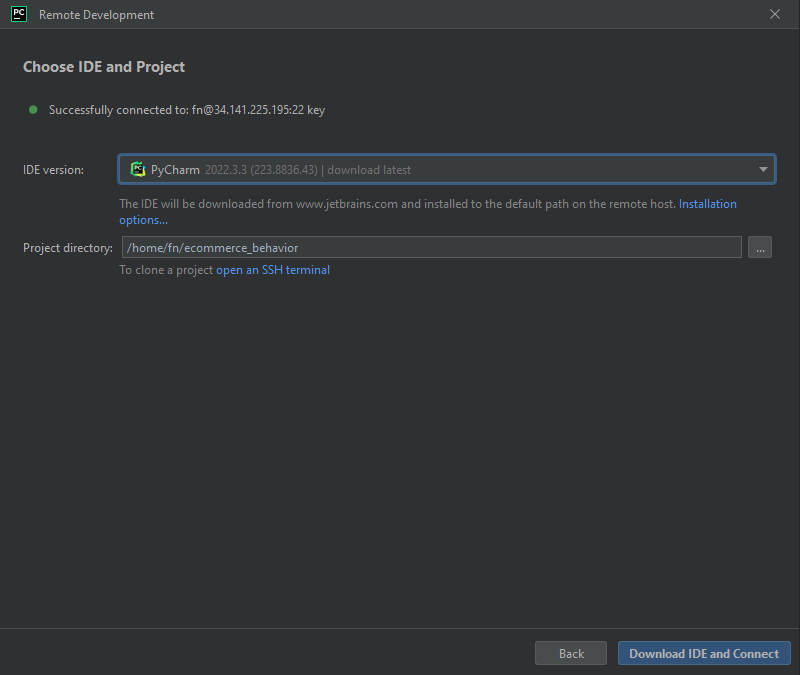 PC Remote Development
Choose IDE and Project
Successfully connected to: fn@34.141.225.195:22 key
IDE version: PC PyCharm 2022.3.3 (223.8836.43) | download latest
The IDE will be downloaded from www.jetbrains.com and installed to the default path on the remote host. Installation
options...
Project directory: /home/fn/ecommerce_behavior ...
To clone a project open an SSH terminal
Back Download IDE and Connect